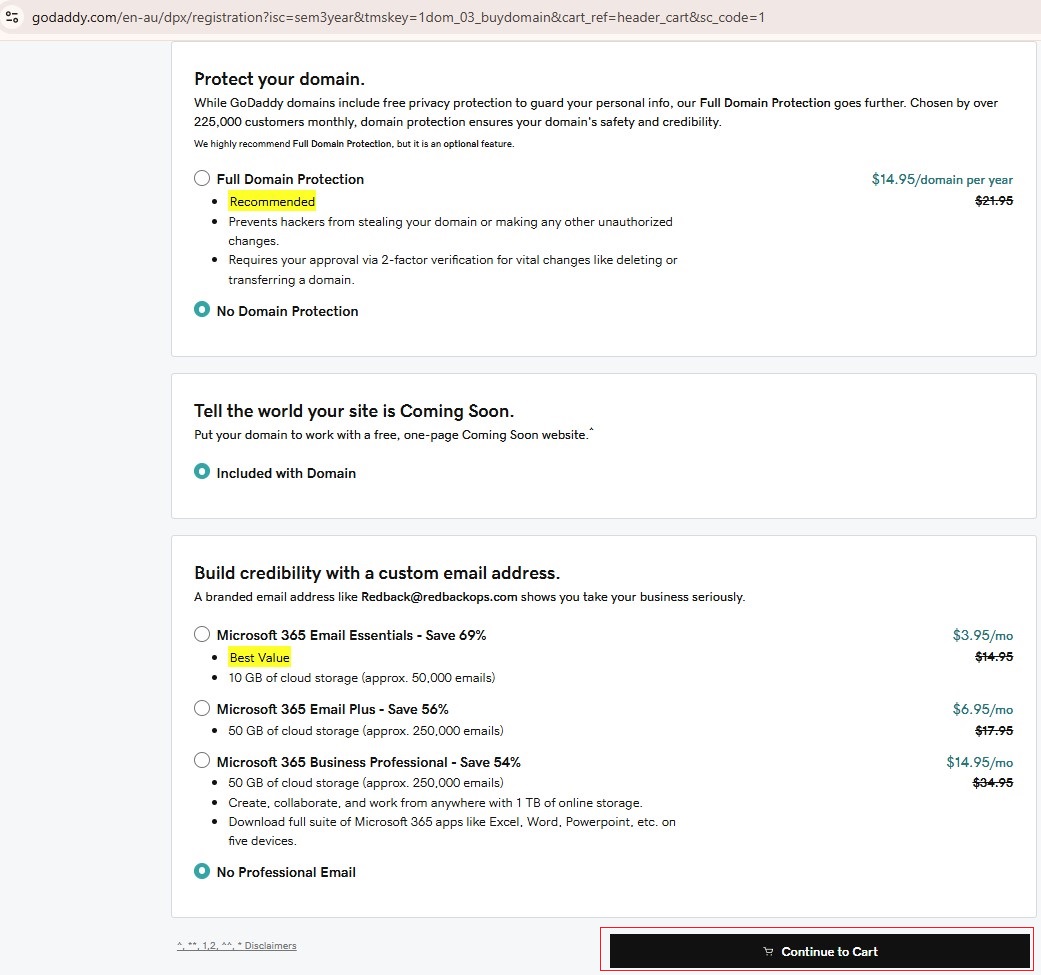 godaddy.com/en-au/dpx/registration?isc=sem3year&tmskey=1dom_03_buydomain&cart_ref=header_cart&sc_code=1
Protect your domain.
While GoDaddy domains include free privacy protection to guard your personal info, our Full Domain Protection goes further. Chosen by over
225,000 customers monthly, domain protection ensures your domain's safety and credibility.
We highly recommend Full Domain Protection, but it is an optional feature.
Full Domain Protection
$14.95/domain per year
• Recommended
$21.95
• Prevents hackers from stealing your domain or making any other unauthorized
changes.
• Requires your approval via 2-factor verification for vital changes like deleting or
transferring a domain.
No Domain Protection
Tell the world your site is Coming Soon.
Put your domain to work with a free, one-page Coming Soon website.^
Included with Domain
Build credibility with a custom email address.
A branded email address like Redback@redbackops.com shows you take your business seriously.
Microsoft 365 Email Essentials - Save 69%
$3.95/mo
• Best Value
$14.95
• 10 GB of cloud storage (approx. 50,000 emails)
Microsoft 365 Email Plus - Save 56%
$6.95/mo
• 50 GB of cloud storage (approx. 250,000 emails)
$17.95
Microsoft 365 Business Professional - Save 54%
$14.95/mo
• 50 GB of cloud storage (approx. 250,000 emails)
$34.95
• Create, collaborate, and work from anywhere with 1 TB of online storage.
• Download full suite of Microsoft 365 apps like Excel, Word, Powerpoint, etc. on
five devices.
No Professional Email
^, **, 1,2, ^^, * Disclaimers
Continue to Cart